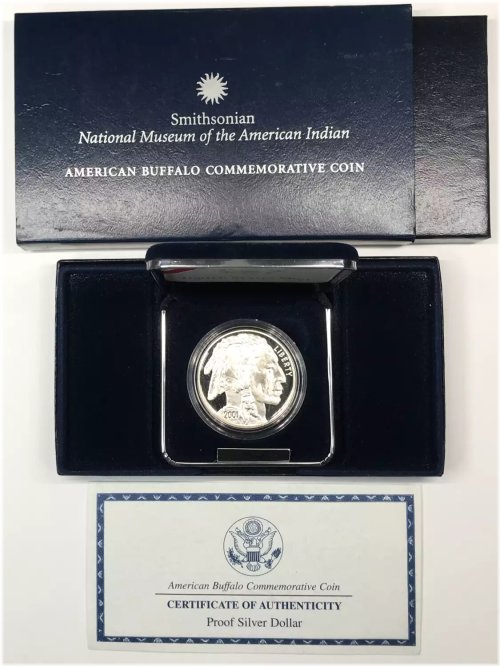 Smithsonian
National Museum of the American Indian
AMERICAN BUFFALO COMMEMORATIVE COIN
LIBERTY
2001
American Buffalo Commemorative Coin
CERTIFICATE OF AUTHENTICITY
Proof Silver Dollar